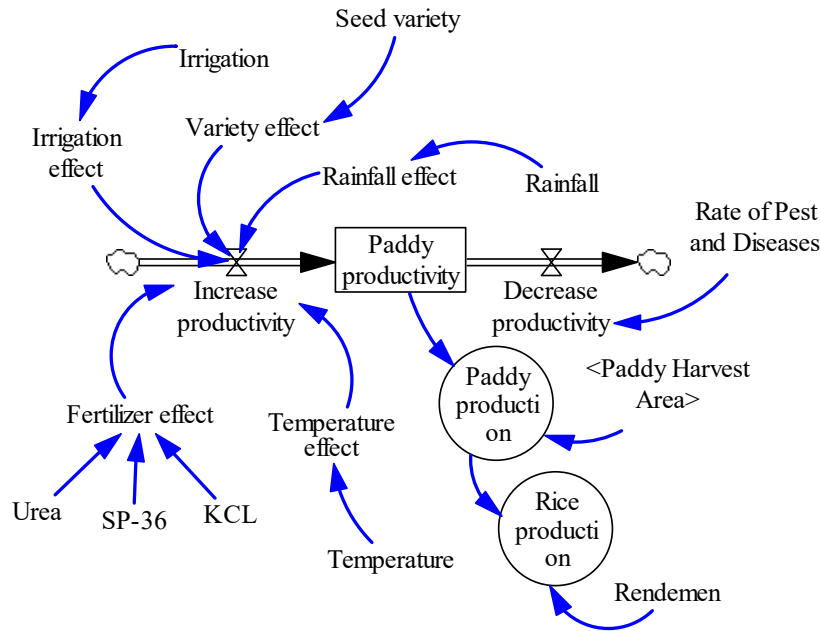 Seed variety
Irrigation
Variety effect
Irrigation
effect
Rainfall effect
Rainfall
Rate of Pest
and Diseases
Paddy
productivity
Increase
productivity
Decrease
productivity
Paddy
producti
on
<Paddy Harvest
Area>
Fertilizer effect
Temperature
effect
Urea
SP-36
KCL
Rice
producti
on
Temperature
Rendemen